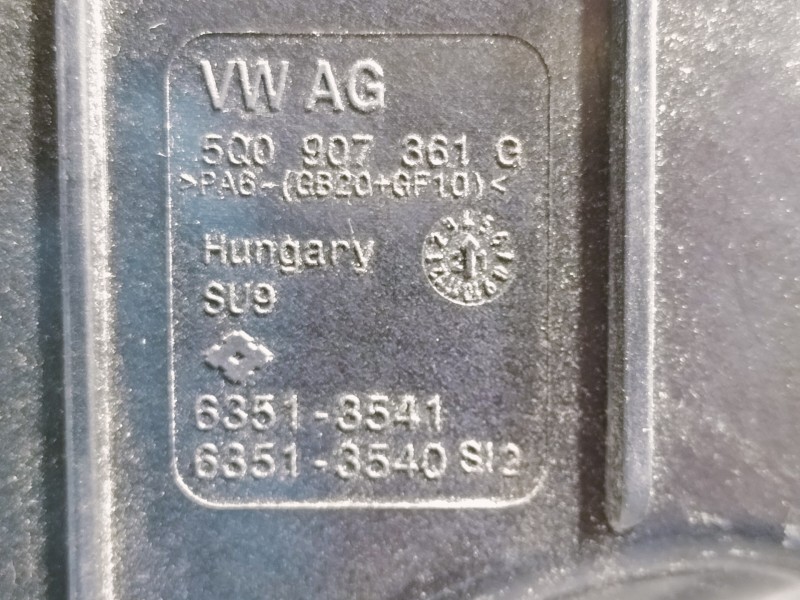 VW AG
5Q0 907 361 G
>PA6-(GB20+GF10)<
Hungary
SU9
6351-3541
6351-3540 SI2